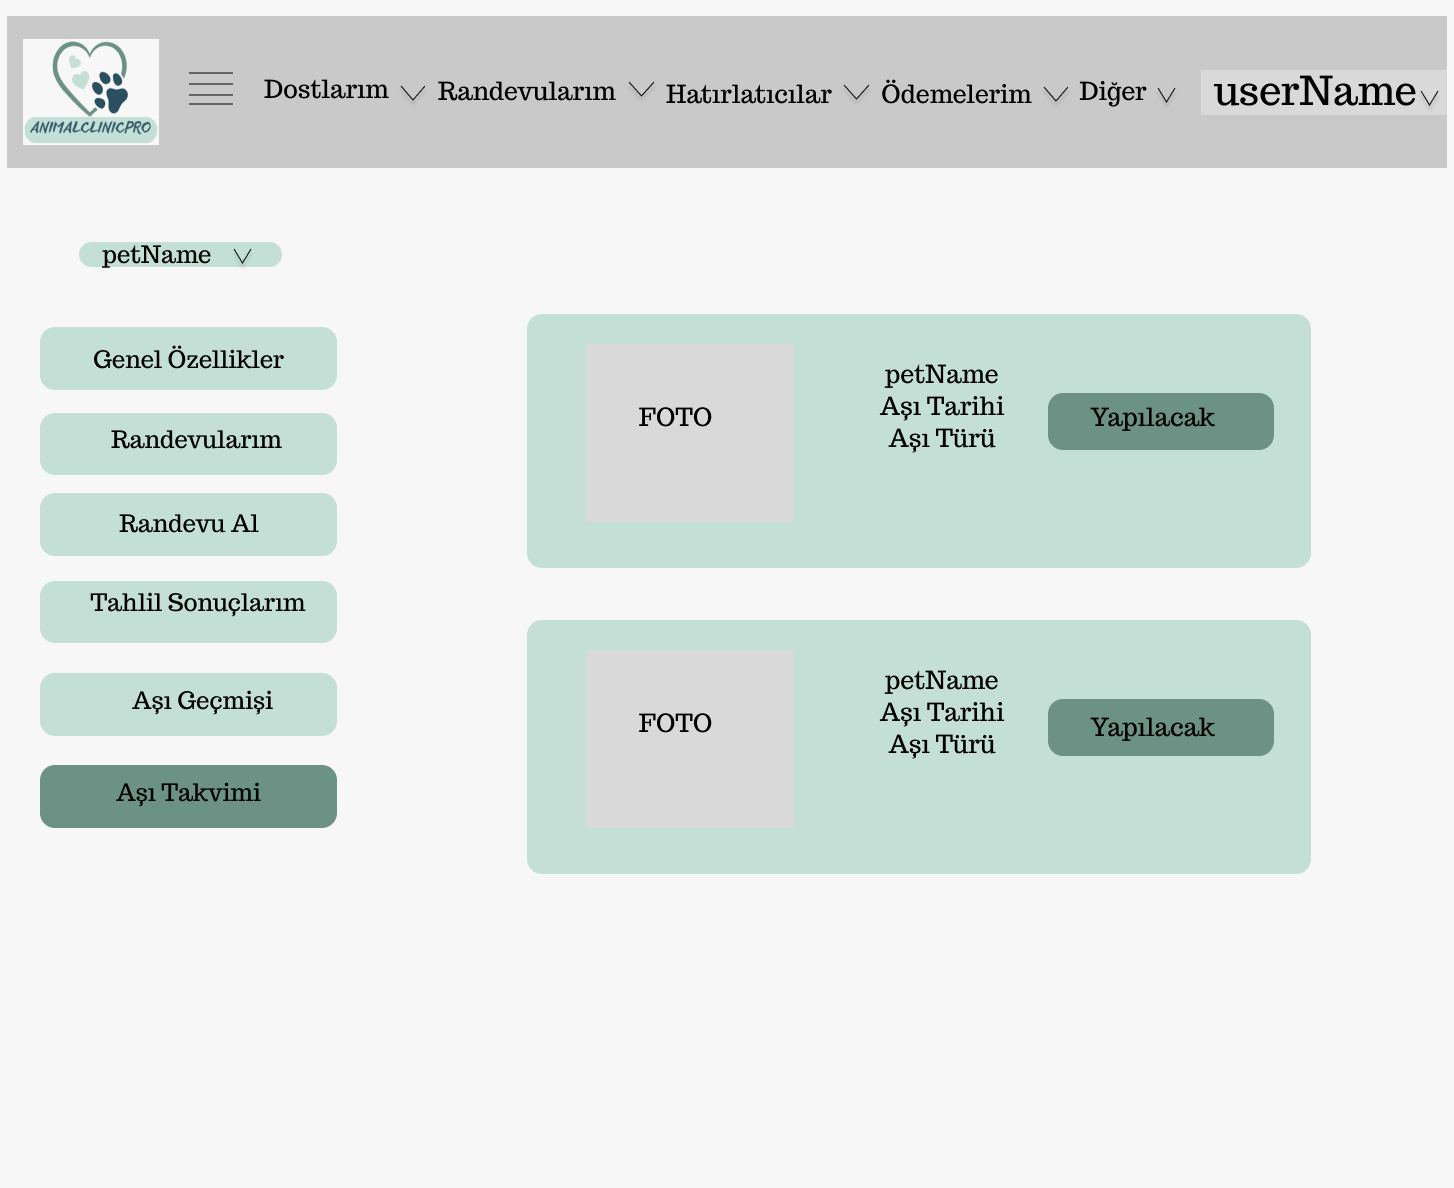 ANIMALCLINICPRO
Dostlarım
Randevularım
Hatırlatıcılar
Ödemelerim
Diğer
userName
petName
Genel Özellikler
Randevularım
Randevu Al
Tahlil Sonuçlarım
Aşı Geçmişi
Aşı Takvimi
FOTO
petName
Aşı Tarihi
Aşı Türü
Yapılacak
FOTO
petName
Aşı Tarihi
Aşı Türü
Yapılacak